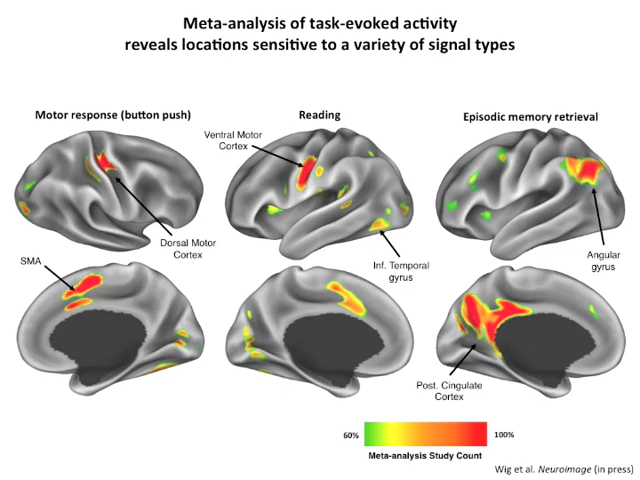 Meta-analysis of task-evoked activity
reveals locations sensitive to a variety of signal types
Motor response (button push)
Reading
Episodic memory retrieval
Ventral Motor
Cortex
Dorsal Motor
Cortex
Inf. Temporal
gyrus
Angular
gyrus
SMA
Post. Cingulate
Cortex
60%
100%
Meta-analysis Study Count
Wig et al. Neuroimage (in press)